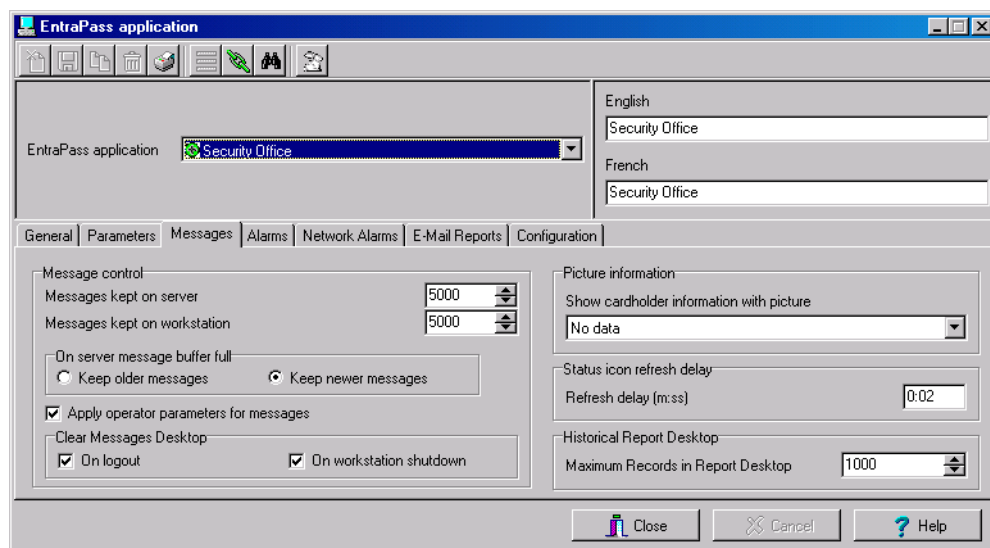 EntraPass application
EntraPass application
Security Office
English
Security Office
French
Security Office
General Parameters Messages Alarms Network Alarms E-Mail Reports Configuration
Message control
Messages kept on server 5000
Messages kept on workstation 5000
On server message buffer full
Keep older messages Keep newer messages
Apply operator parameters for messages
Clear Messages Desktop
On logout On workstation shutdown
Picture information
Show cardholder information with picture
No data
Status icon refresh delay
Refresh delay (m:ss) 0:02
Historical Report Desktop
Maximum Records in Report Desktop 1000
Close Cancel Help